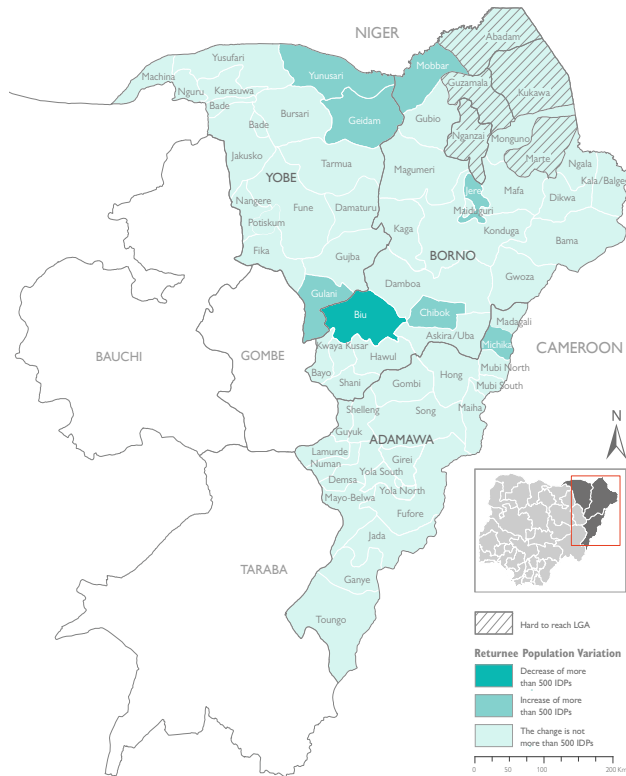 NIGER
Abadam
Yusufari
Mobbar
Machina
Yunusari
Guzamala
Nguru
Karasuwa
Kukawa
Bade
Bursari
Geidam
Gubio
Bade
Nganzai
Monguno
Jakusko
Tarmua
Magumeri
Marte
Ngala
YOBE
Jere
Mafa
Kala/Balge
Nangere
Fune
Damaturu
Maiduguri
Dikwa
Potiskum
Kaga
Konduga
Fika
Gujba
BORNO
Bama
Damboa
Gwoza
Gulani
Biu
Chibok
Madagali
BAUCHI
GOMBE
Kwaya Kusar
Askira/Uba
Michika
CAMEROON
Hawul
Mubi North
Bayo
Shani
Gombi
Hong
Mubi South
Shelleng
Song
Maiha
Guyuk
ADAMAWA
N
Lamurde
Girei
Numan
Yola South
Demsa
Yola North
Mayo-Belwa
Fufore
Jada
TARABA
Ganye
Toungo
Hard to reach LGA
Returnee Population Variation
Decrease of more
than 500 IDPs
Increase of more
than 500 IDPs
The change is not
more than 500 IDPs
0 50 100 200 Km